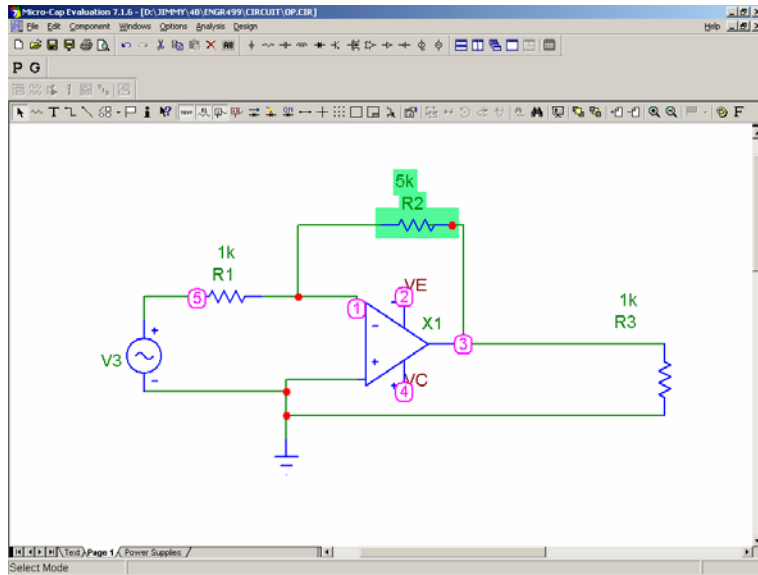 Micro-Cap Evaluation 7.1.6 - [D:\JIMMY\4B\ENGR499\CIRCUIT\OP.CIR]
File Edit Component Windows Options Analysis Design Help
P G
T i F
5k
R2
1k
R1
5
1
VE
2
X1
1k
R3
V3
+
-
-
+
3
VC
4
Text Page 1 Power Supplies
Select Mode